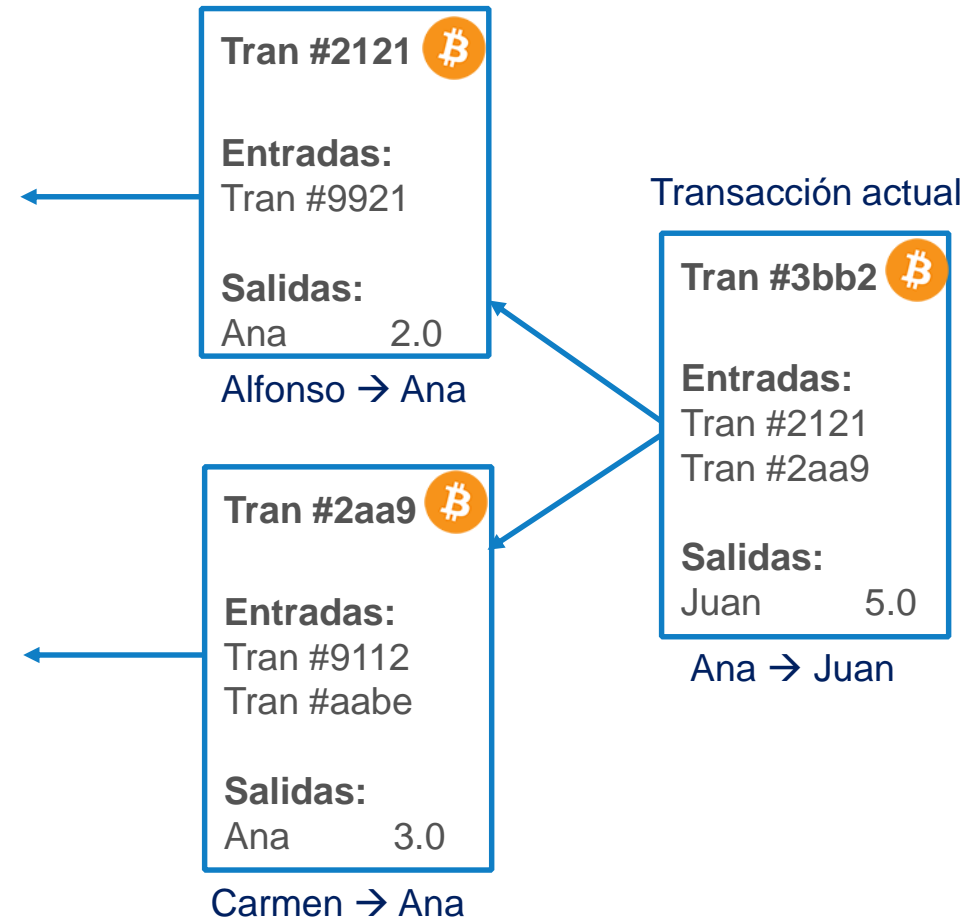 Tran #2121
Entradas:
Tran #9921
Salidas:
Ana 2.0
Alfonso → Ana
Tran #2aa9
Entradas:
Tran #9112
Tran #aabe
Salidas:
Ana 3.0
Carmen → Ana
Transacción actual
Tran #3bb2
Entradas:
Tran #2121
Tran #2aa9
Salidas:
Juan 5.0
Ana → Juan